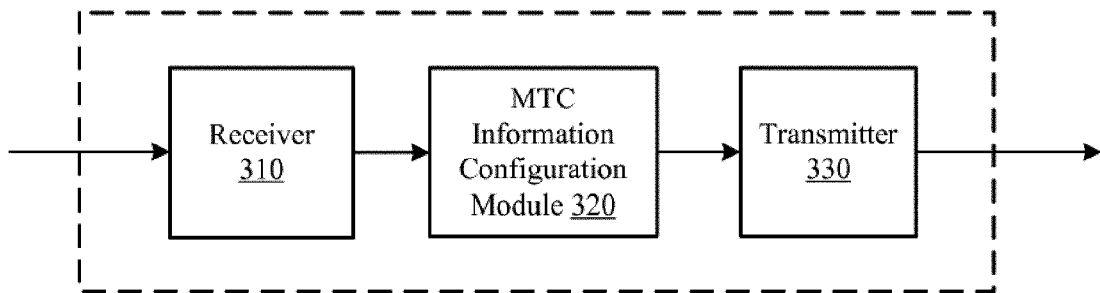 Receiver
310
MTC
Information
Configuration
Module 320
Transmitter
330